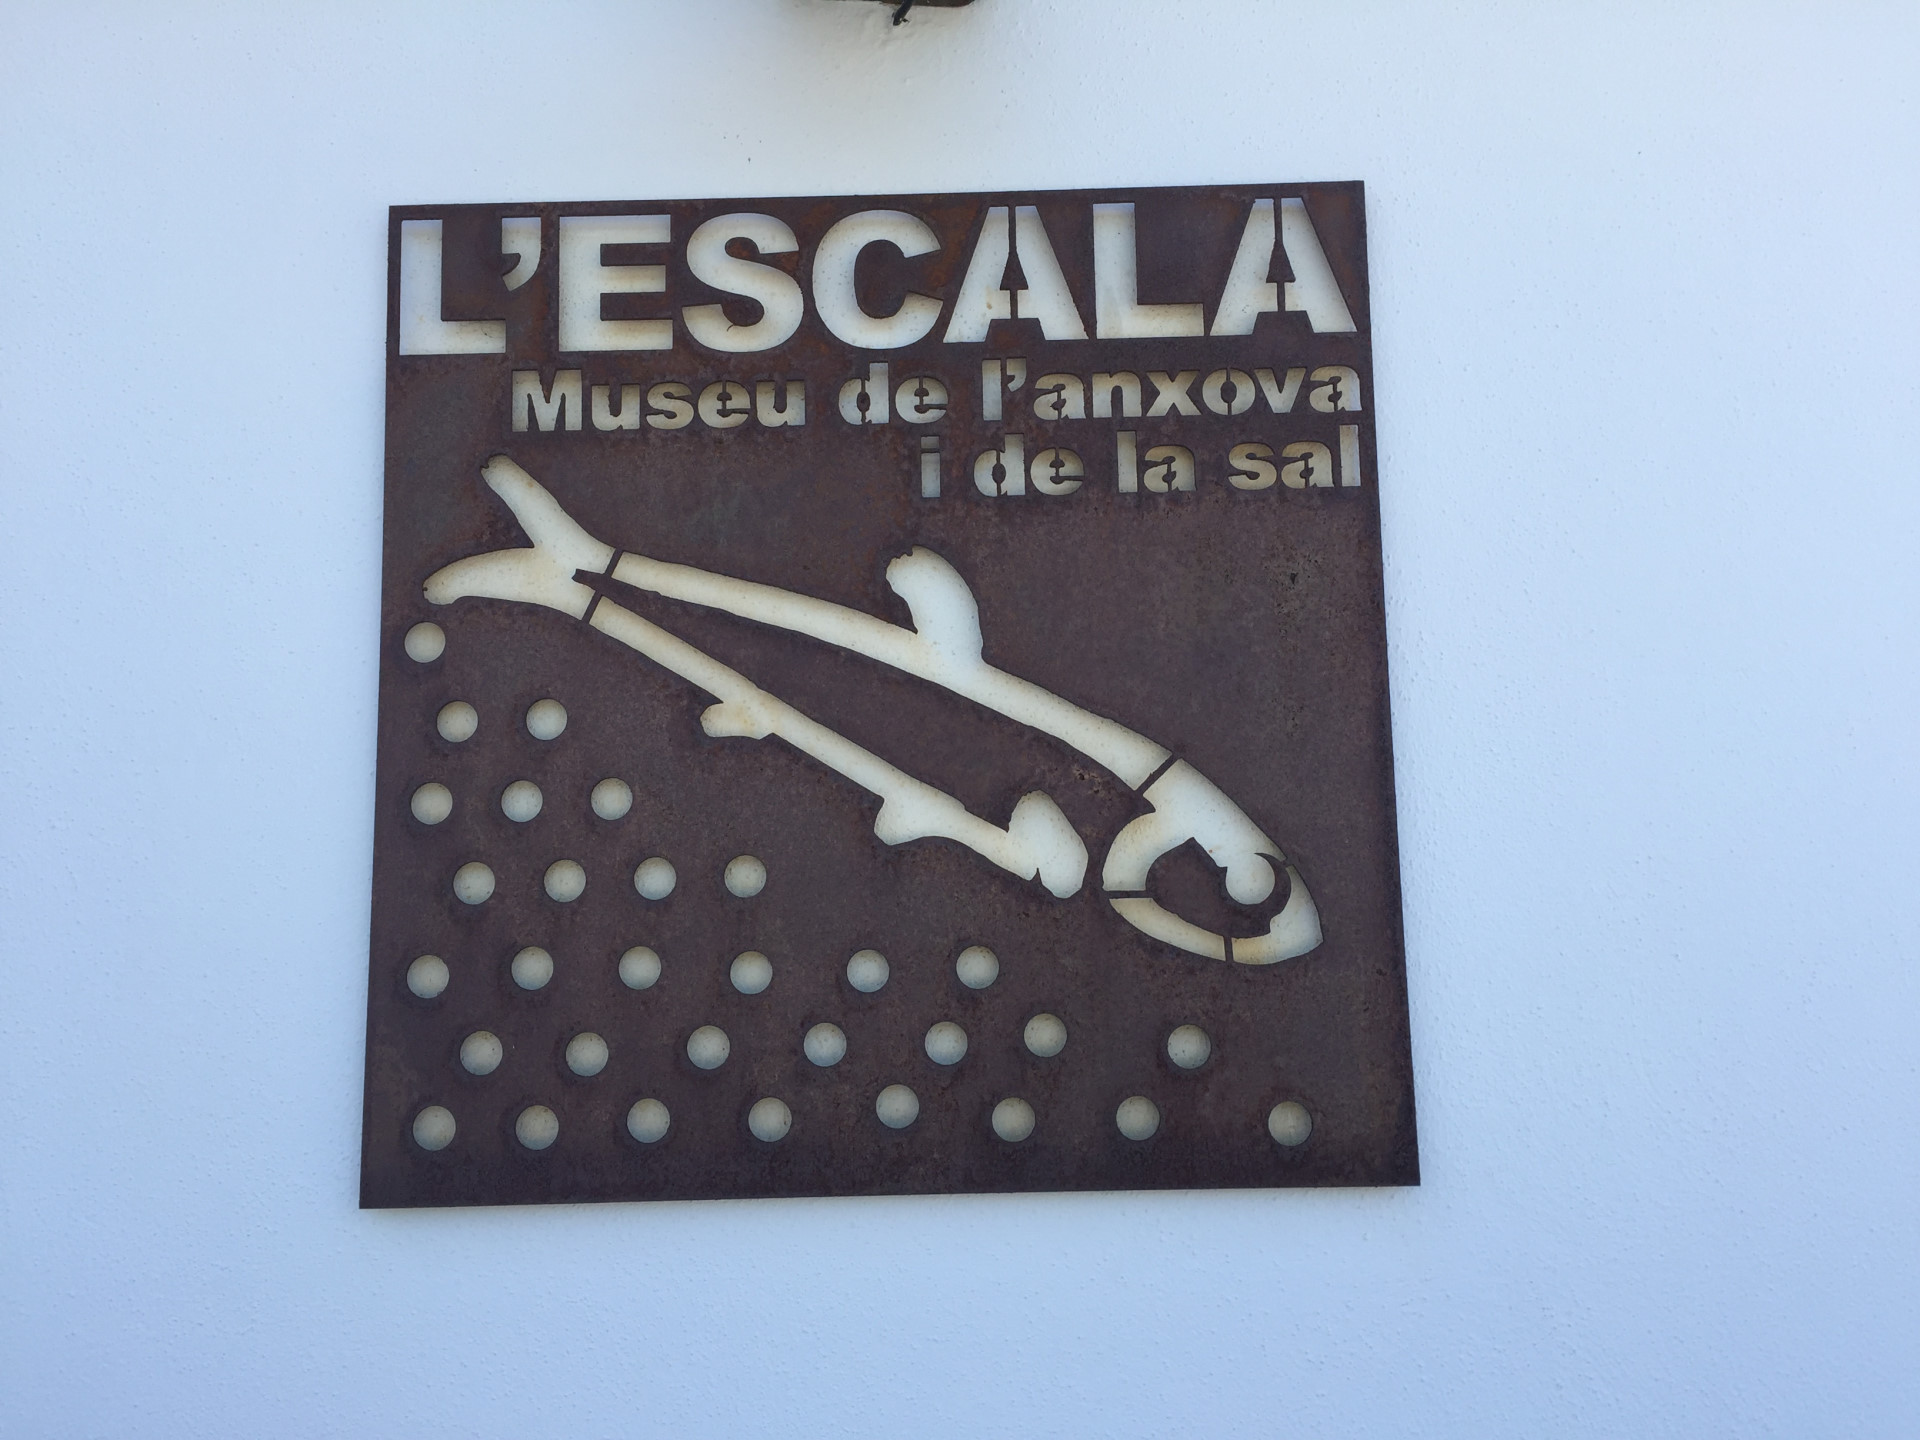 L'ESCALA
Museu de l'anxova
i de la sal